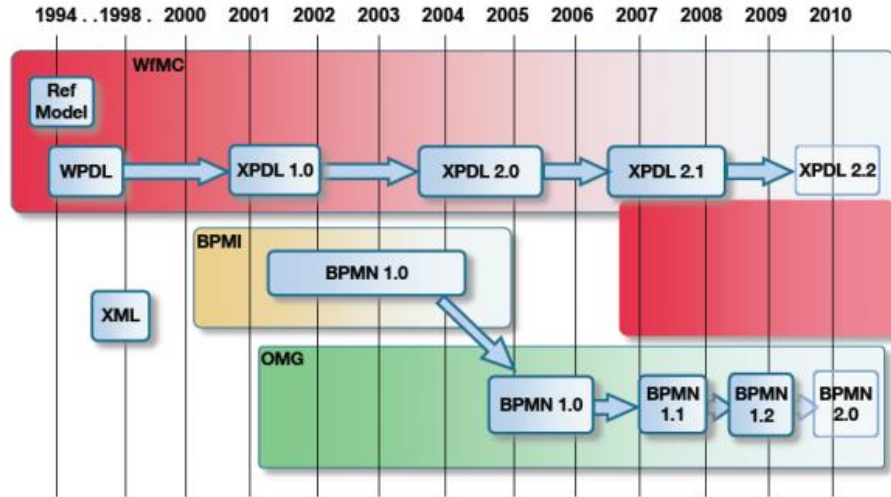 1994 . . 1998 . 2000 2001 2002 2003 2004 2005 2006 2007 2008 2009 2010
WfMC
Ref
Model
WPDL XPDL 1.0 XPDL 2.0 XPDL 2.1 XPDL 2.2
BPMI
BPMN 1.0
XML
OMG
BPMN 1.0
BPMN
1.1
BPMN
1.2
BPMN
2.0